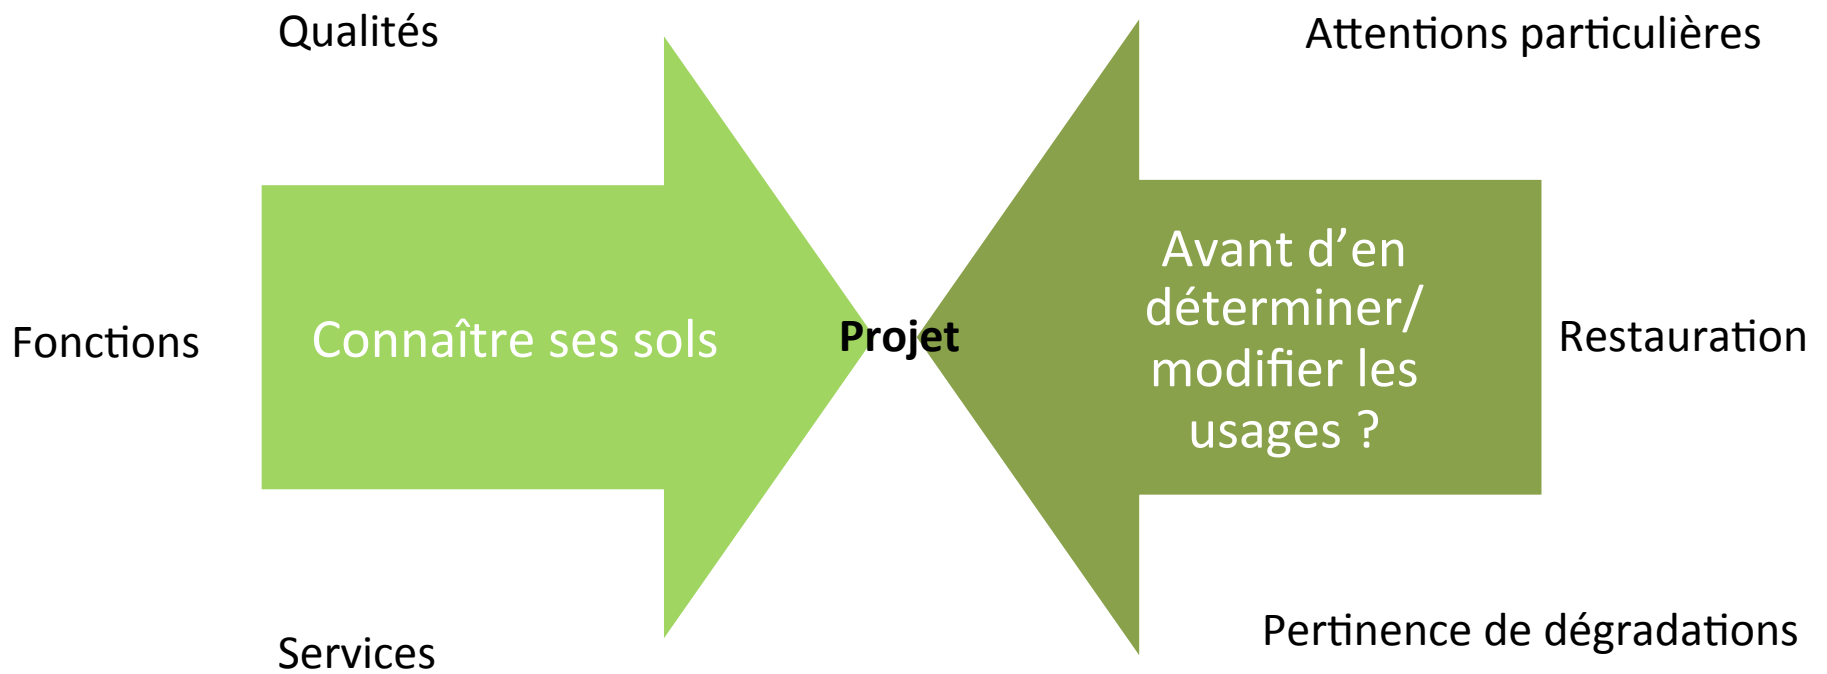 Qualités
Attentions particulières
Fonctions
Connaître ses sols
Projet
Avant d’en
déterminer/
modifier les
usages ?
Restauration
Services
Pertinence de dégradations